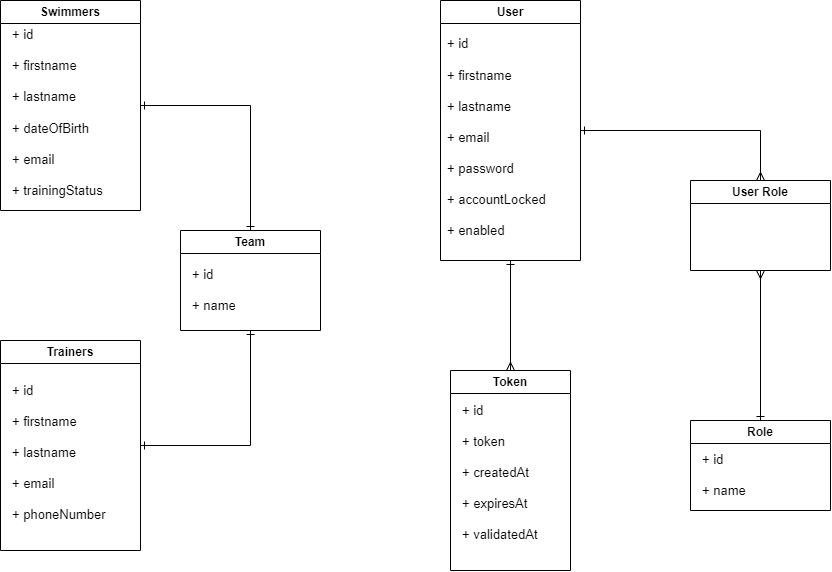 Swimmers
+ id
+ firstname
+ lastname
+ dateOfBirth
+ email
+ trainingStatus
Team
+ id
+ name
Trainers
+ id
+ firstname
+ lastname
+ email
+ phoneNumber
User
+ id
+ firstname
+ lastname
+ email
+ password
+ accountLocked
+ enabled
User Role
Token
+ id
+ token
+ createdAt
+ expiresAt
+ validatedAt
Role
+ id
+ name